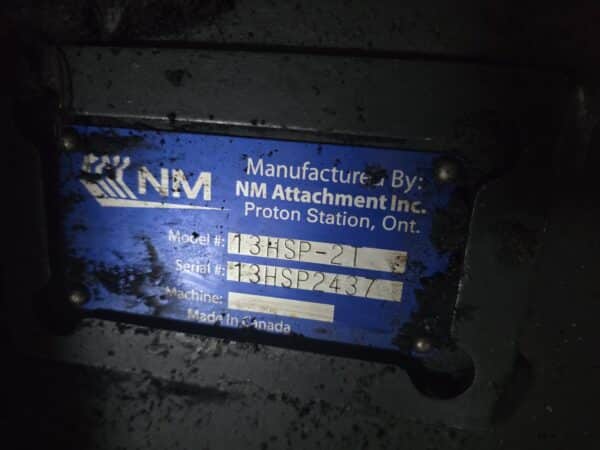 NM
Manufactured By:
NM Attachment Inc.
Proton Station, Ont.
Model #: 13HSP-21
Serial #: 13HSP2437
Machine:
Made In Canada